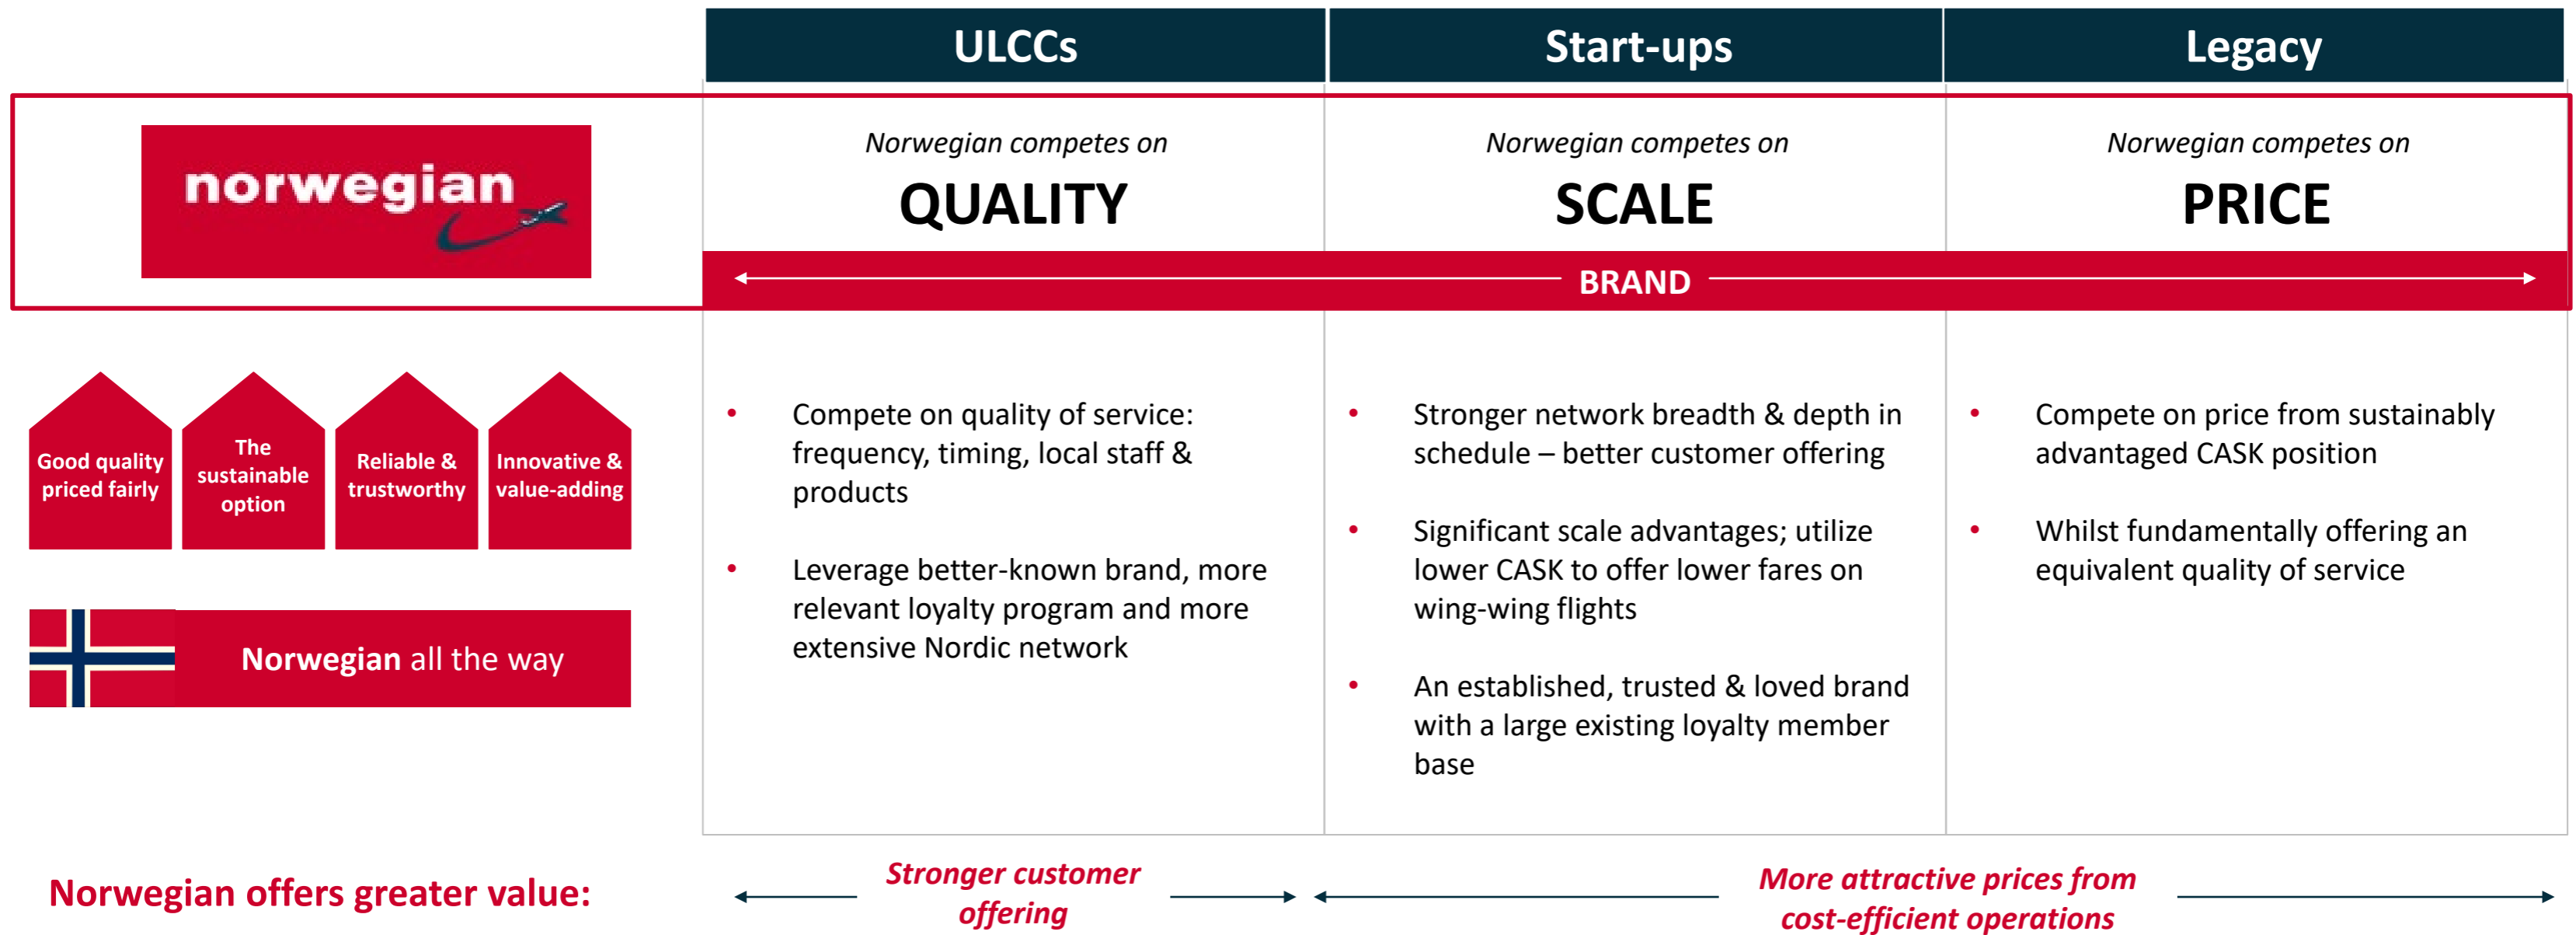 ULCCs
Start-ups
Legacy
norwegian
Norwegian competes on
QUALITY
Norwegian competes on
SCALE
Norwegian competes on
PRICE
BRAND
Good quality
priced fairly
The
sustainable
option
Reliable &
trustworthy
Innovative &
value-adding
Norwegian all the way
• Compete on quality of service:
frequency, timing, local staff &
products
• Leverage better-known brand, more
relevant loyalty program and more
extensive Nordic network
• Stronger network breadth & depth in
schedule – better customer offering
• Significant scale advantages; utilize
lower CASK to offer lower fares on
wing-wing flights
• An established, trusted & loved brand
with a large existing loyalty member
base
• Compete on price from sustainably
advantaged CASK position
• Whilst fundamentally offering an
equivalent quality of service
Norwegian offers greater value:
Stronger customer
offering
More attractive prices from
cost-efficient operations